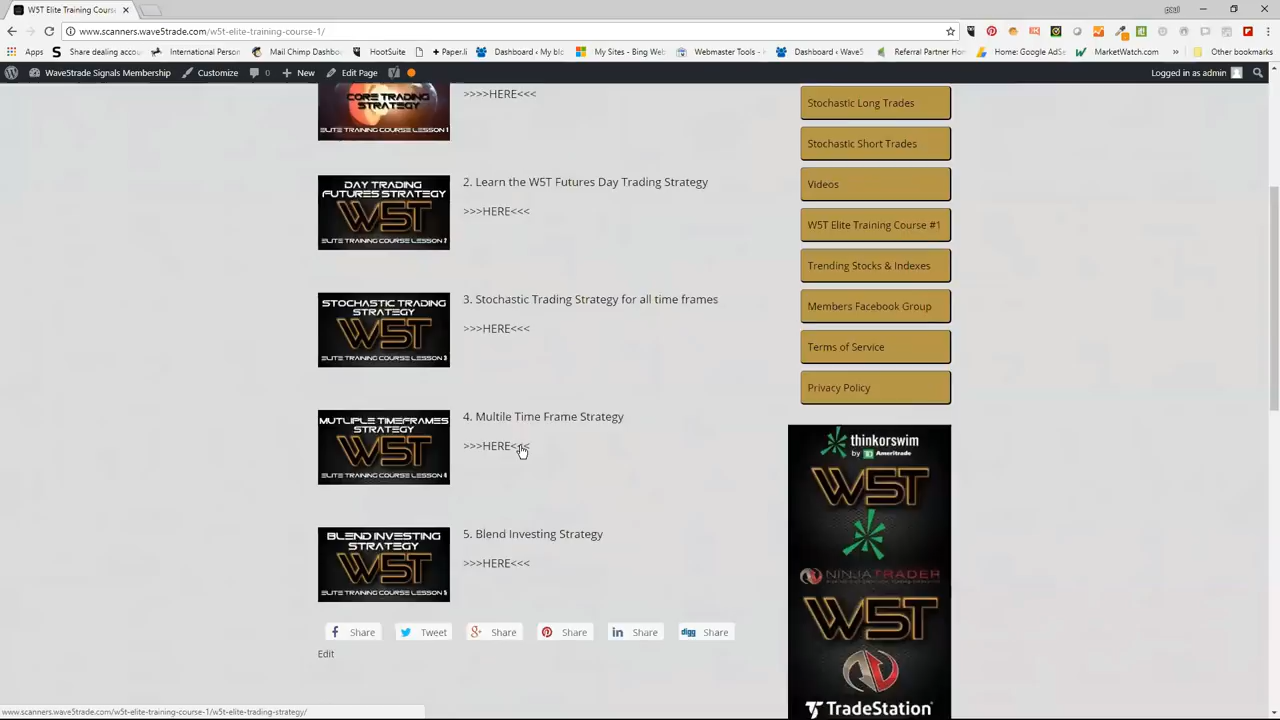 W5T Elite Training Course
gcall
www.scanners.wave5trade.com/w5t-elite-training-course-1/
Apps
Share dealing accou
International Person
Mail Chimp Dashbo
HootSuite
+ Paper.li
Dashboard ‹ My blo
My Sites - Bing Web
Webmaster Tools -
Dashboard ‹ Wave5
Referral Partner Hom
Home: Google AdSe
MarketWatch.com
Other bookmarks
Wave5trade Signals Membership
Customize
0
New
Edit Page
Logged in as admin
CORE TRADING
STRATEGY
ELITE TRAINING COURSE LESSON 1
>>>>HERE<<<
DAY TRADING
FUTURES STRATEGY
W5T
ELITE TRAINING COURSE LESSON 2
2. Learn the W5T Futures Day Trading Strategy
>>>HERE<<<
STOCHASTIC TRADING
STRATEGY
W5T
ELITE TRAINING COURSE LESSON 3
3. Stochastic Trading Strategy for all time frames
>>>HERE<<<
MUTLIPLE TIMEFRAMES
STRATEGY
W5T
ELITE TRAINING COURSE LESSON 4
4. Multile Time Frame Strategy
>>>HERE<<<
BLEND INVESTING
STRATEGY
W5T
ELITE TRAINING COURSE LESSON 5
5. Blend Investing Strategy
>>>HERE<<<
Share
Tweet
Share
Share
Share
digg Share
Edit
Stochastic Long Trades
Stochastic Short Trades
Videos
W5T Elite Training Course #1
Trending Stocks & Indexes
Members Facebook Group
Terms of Service
Privacy Policy
thinkorswim
by TD Ameritrade
W5T
NINJATRADER
W5T
TradeStation
www.scanners.wave5trade.com/w5t-elite-training-course-1/w5t-elite-trading-strategy/